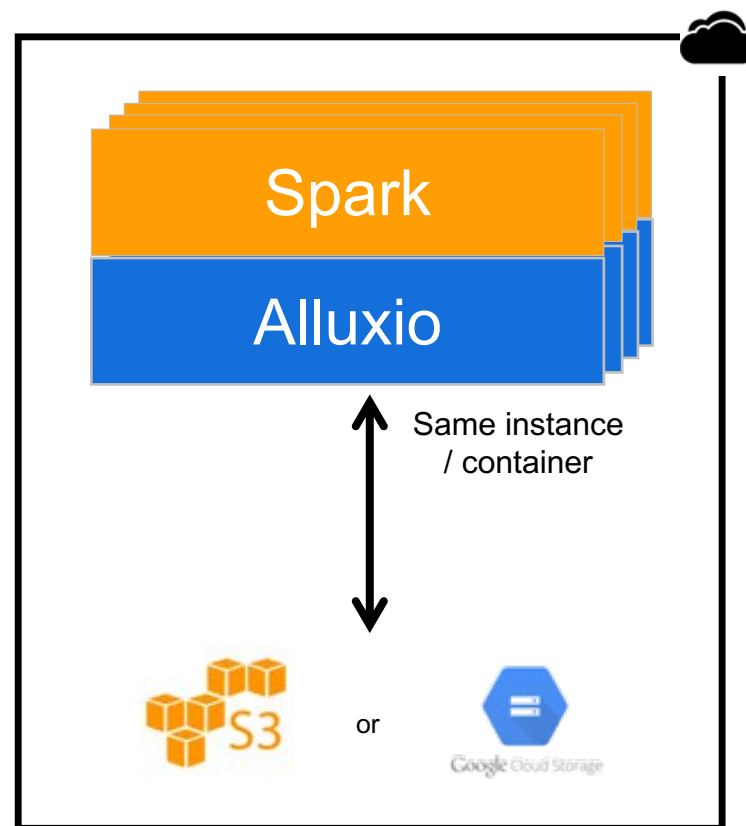 Spark
Alluxio
Same instance
/ container
S3
or
Google Cloud Storage